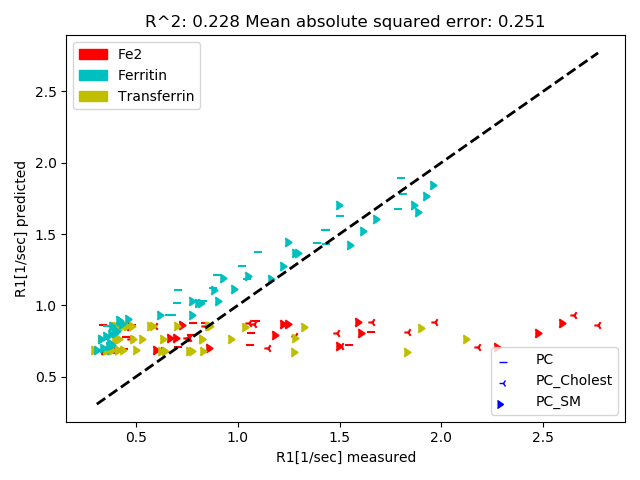 R^2: 0.228 Mean absolute squared error: 0.251
Fe2
Ferritin
Transferrin
R1[1/sec] predicted
2.5
2.0
1.5
1.0
0.5
PC
PC_Cholest
PC_SM
0.5 1.0 1.5 2.0 2.5
R1[1/sec] measured